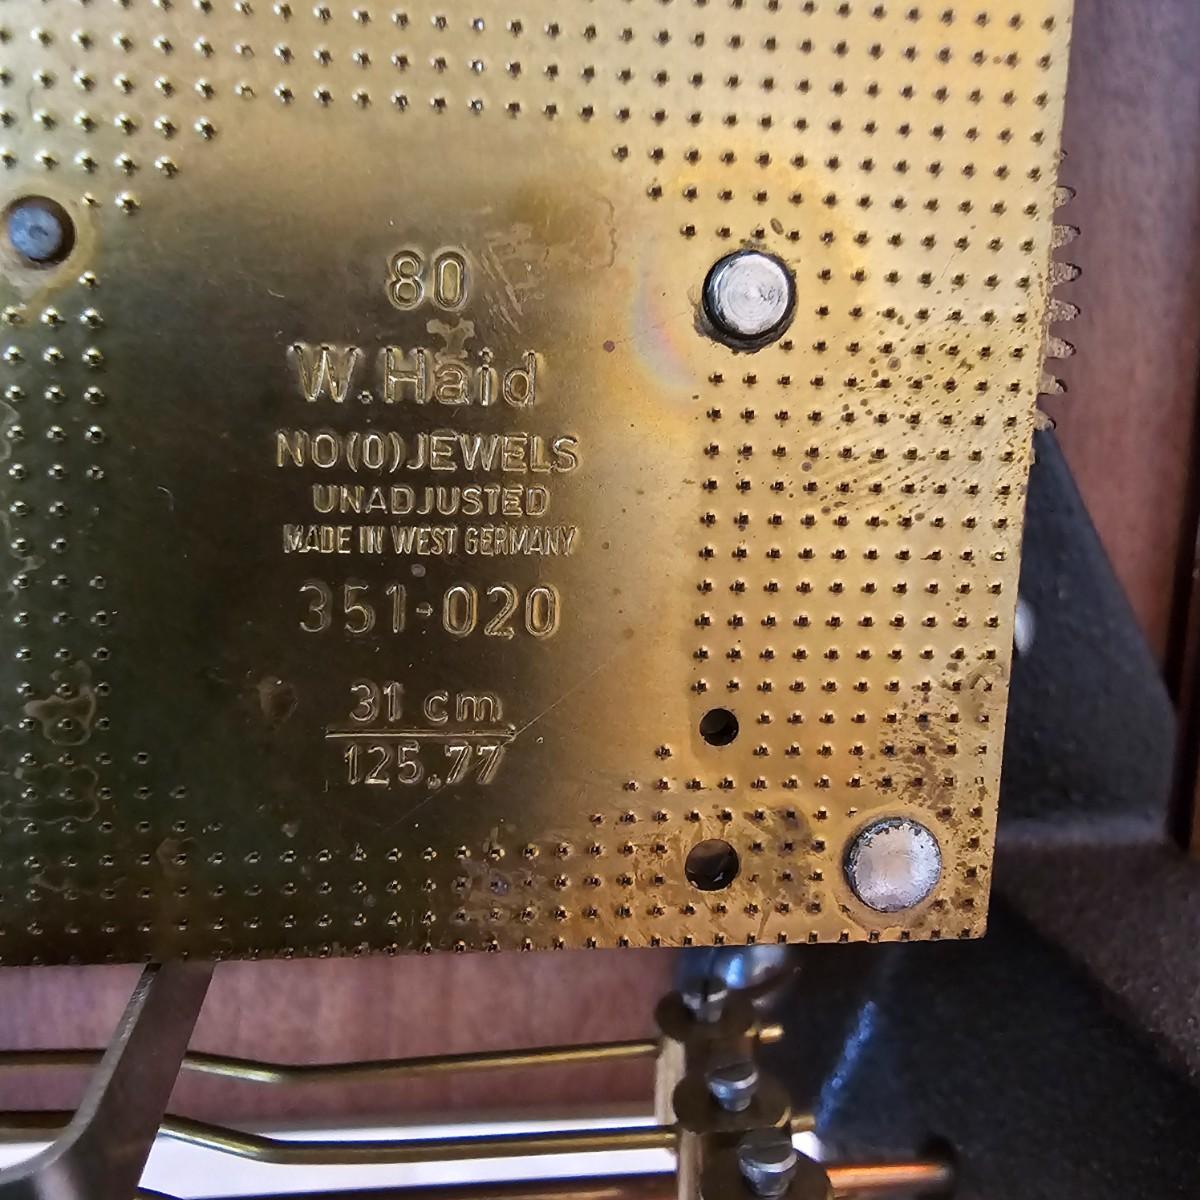 80
W.Haid
NO(0)JEWELS
UNADJUSTED
MADE IN WEST GERMANY
351-020
31 cm
125,77